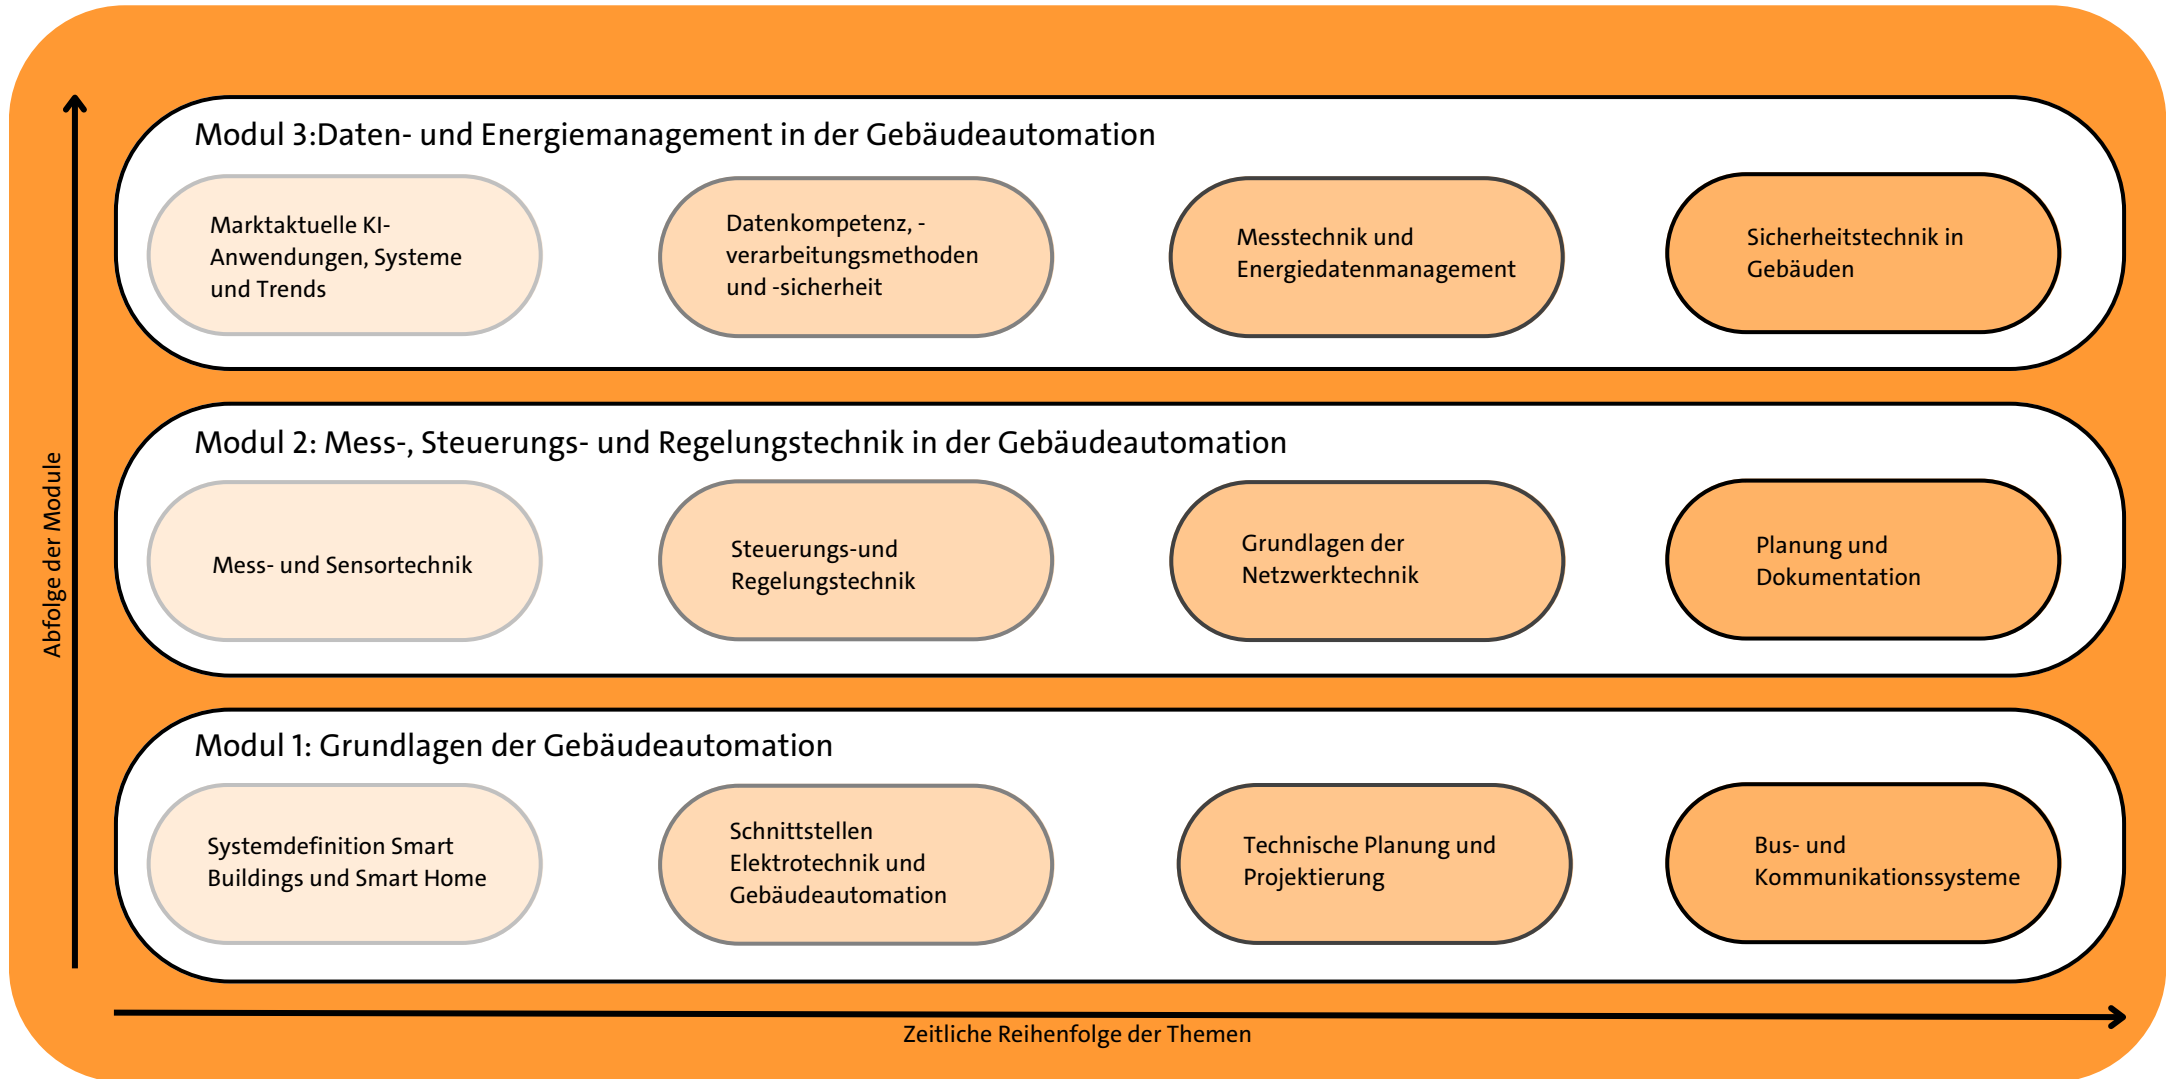 Modul 3:Daten- und Energiemanagement in der Gebäudeautomation
Marktaktuelle KI-
Anwendungen, Systeme
und Trends
Datenkompetenz, -
verarbeitungsmethoden
und -sicherheit
Messtechnik und
Energiedatenmanagement
Sicherheitstechnik in
Gebäuden
Modul 2: Mess-, Steuerungs- und Regelungstechnik in der Gebäudeautomation
Mess- und Sensortechnik
Steuerungs-und
Regelungstechnik
Grundlagen der
Netzwerktechnik
Planung und
Dokumentation
Modul 1: Grundlagen der Gebäudeautomation
Systemdefinition Smart
Buildings und Smart Home
Schnittstellen
Elektrotechnik und
Gebäudeautomation
Technische Planung und
Projektierung
Bus- und
Kommunikationssysteme
Abfolge der Module
Zeitliche Reihenfolge der Themen